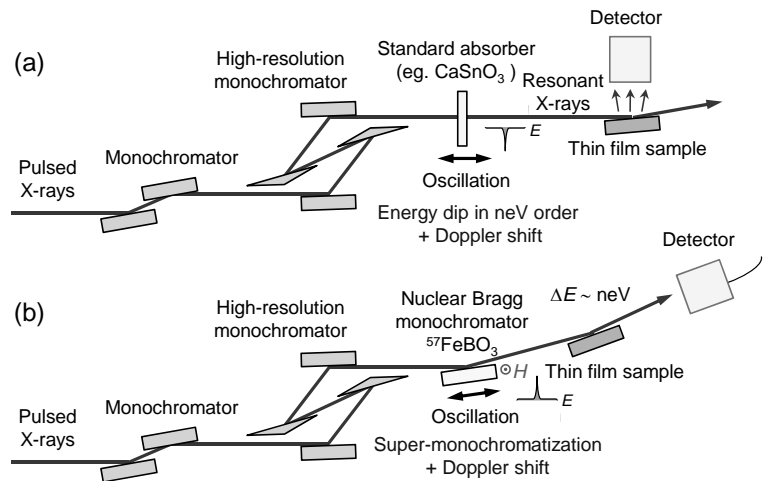 (a)
Pulsed
X-rays
Monochromator
High-resolution
monochromator
Standard absorber
(eg. CaSnO₃ )
Oscillation
E
Energy dip in neV order
+ Doppler shift
Resonant
X-rays
Detector
Thin film sample
(b)
Pulsed
X-rays
Monochromator
High-resolution
monochromator
Nuclear Bragg
monochromator
⁵⁷FeBO₃
H
Oscillation
E
Super-monochromatization
+ Doppler shift
ΔE ~ neV
Detector
Thin film sample